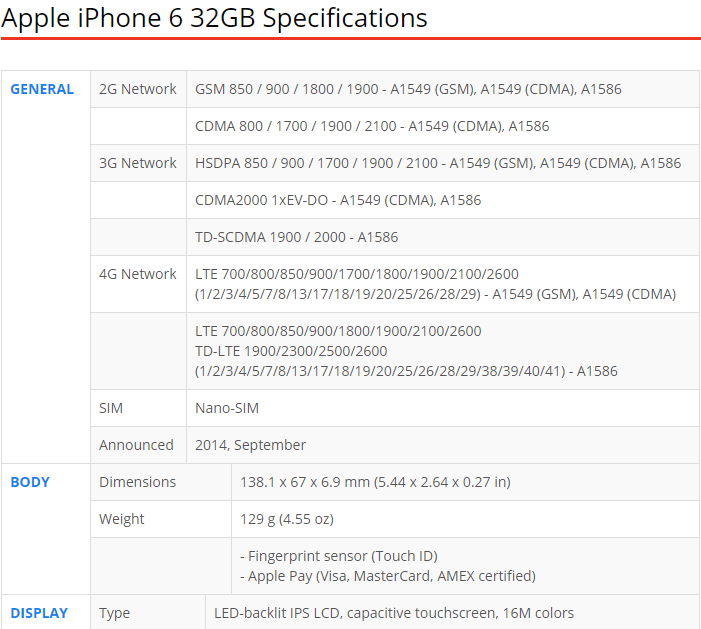 Apple iPhone 6 32GB Specifications
GENERAL 2G Network GSM 850 / 900 / 1800 / 1900 - A1549 (GSM), A1549 (CDMA), A1586
CDMA 800 / 1700 / 1900 / 2100 - A1549 (CDMA), A1586
3G Network HSDPA 850 / 900 / 1700 / 1900 / 2100 - A1549 (GSM), A1549 (CDMA), A1586
CDMA2000 1xEV-DO - A1549 (CDMA), A1586
TD-SCDMA 1900 / 2000 - A1586
4G Network LTE 700/800/850/900/1700/1800/1900/2100/2600
(1/2/3/4/5/7/8/13/17/18/19/20/25/26/28/29) - A1549 (GSM), A1549 (CDMA)
LTE 700/800/850/900/1800/1900/2100/2600
TD-LTE 1900/2300/2500/2600
(1/2/3/4/5/7/8/13/17/18/19/20/25/26/28/29/38/39/40/41) - A1586
SIM Nano-SIM
Announced 2014, September
BODY Dimensions 138.1 x 67 x 6.9 mm (5.44 x 2.64 x 0.27 in)
Weight 129 g (4.55 oz)
- Fingerprint sensor (Touch ID)
- Apple Pay (Visa, MasterCard, AMEX certified)
DISPLAY Type LED-backlit IPS LCD, capacitive touchscreen, 16M colors